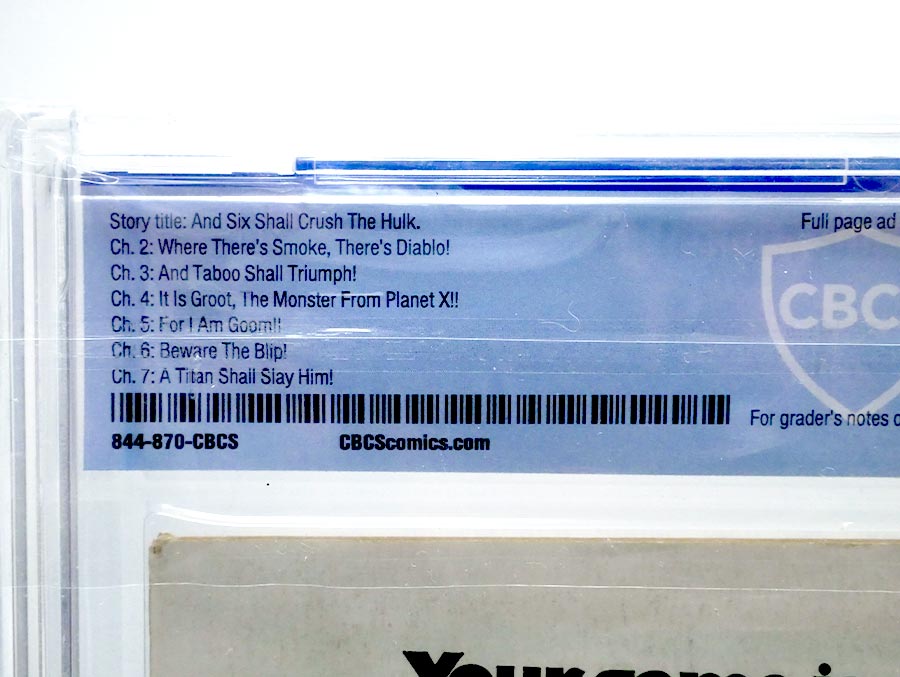 Story title: And Six Shall Crush The Hulk.
Ch. 2: Where There's Smoke, There's Diablo!
Ch. 3: And Taboo Shall Triumph!
Ch. 4: It Is Groot, The Monster From Planet X!!
Ch. 5: For I Am Goom!!
Ch. 6: Beware The Blip!
Ch. 7: A Titan Shall Slay Him!
844-870-CBCS CBCScomics.com
Full page ad
CBC
For grader's notes
Your